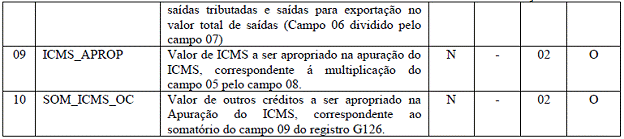 saídas tributadas e saídas para exportação no
valor total de saídas (Campo 06 dividido pelo
campo 07)
09 ICMS_APROP Valor de ICMS a ser apropriado na apuração do N - 02 O
ICMS, correspondente á multiplicação do
campo 05 pelo campo 08.
10 SOM_ICMS_OC Valor de outros créditos a ser apropriado na N - 02 O
Apuração do ICMS, correspondente ao
somatório do campo 09 do registro G126.